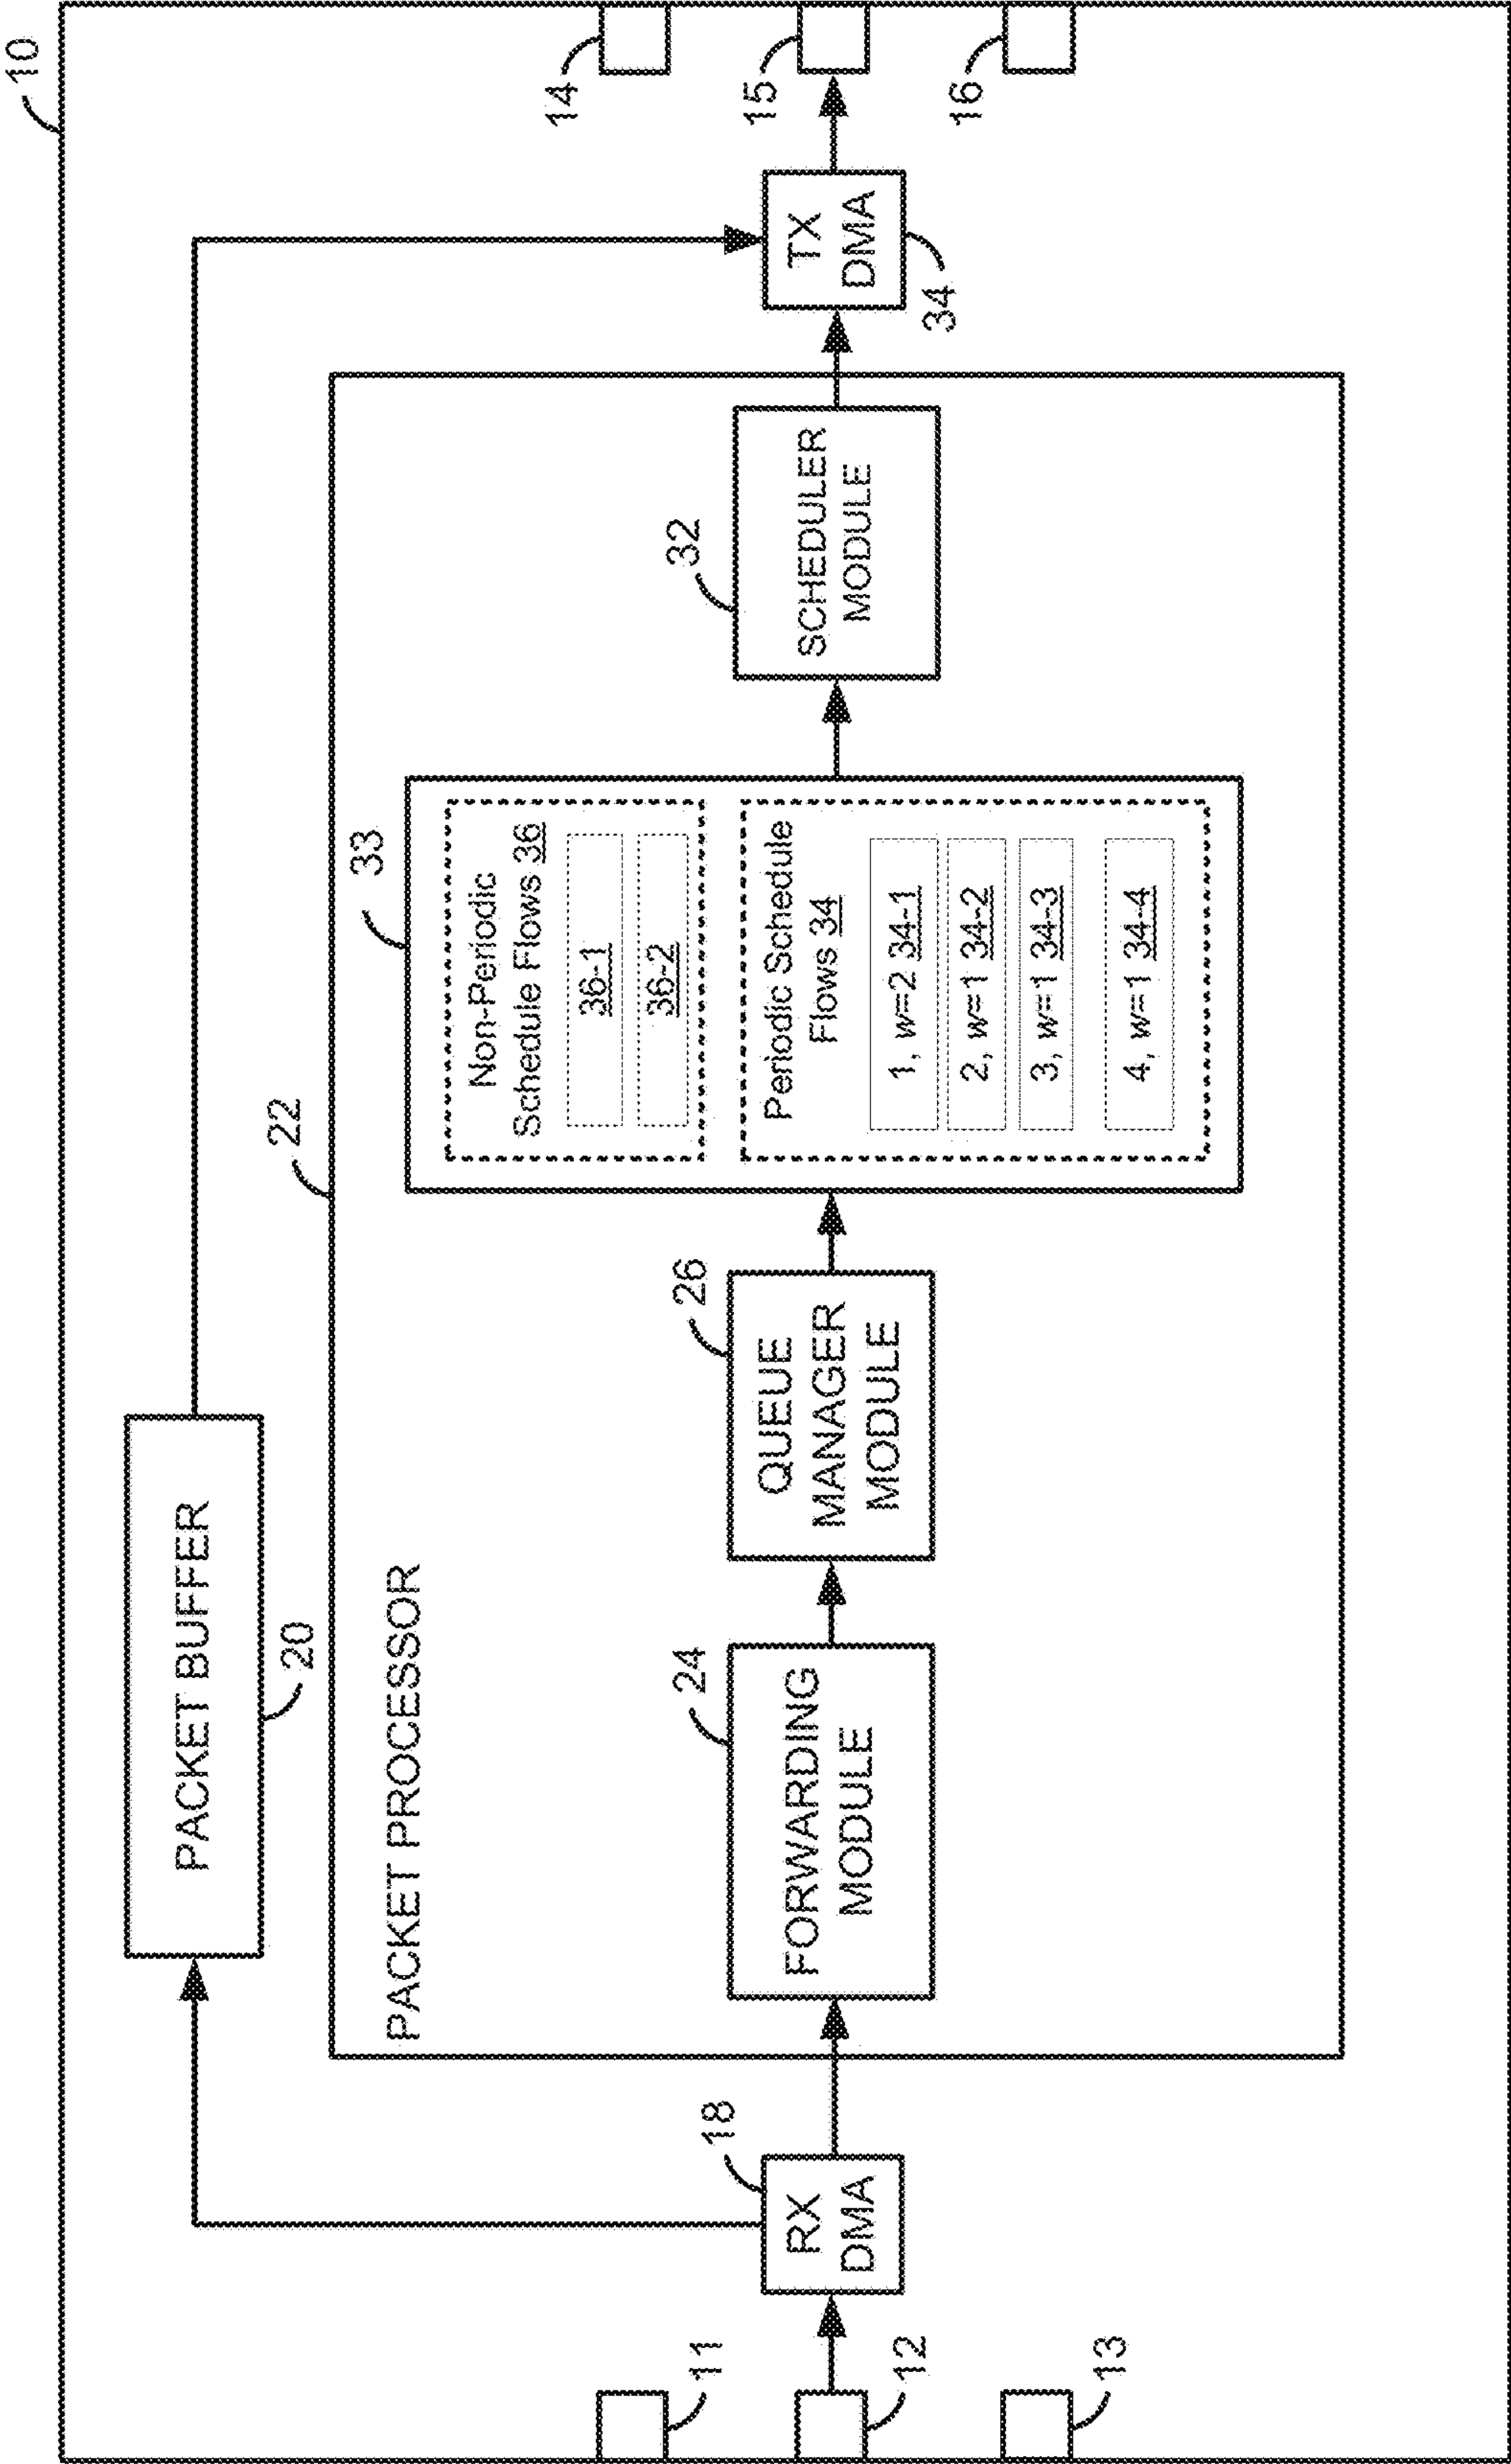 10
PACKET BUFFER
20
22
PACKET PROCESSOR
33
Non-Periodic
Schedule Flows 36
36-1
36-2
Periodic Schedule
Flows 34
1, w=2 34-1
2, w=1 34-2
3, w=1 34-3
4, w=1 34-4
11
12
13
18
RX
DMA
24
FORWARDING
MODULE
26
QUEUE
MANAGER
MODULE
32
SCHEDULER
MODULE
TX
DMA
34
14
15
16